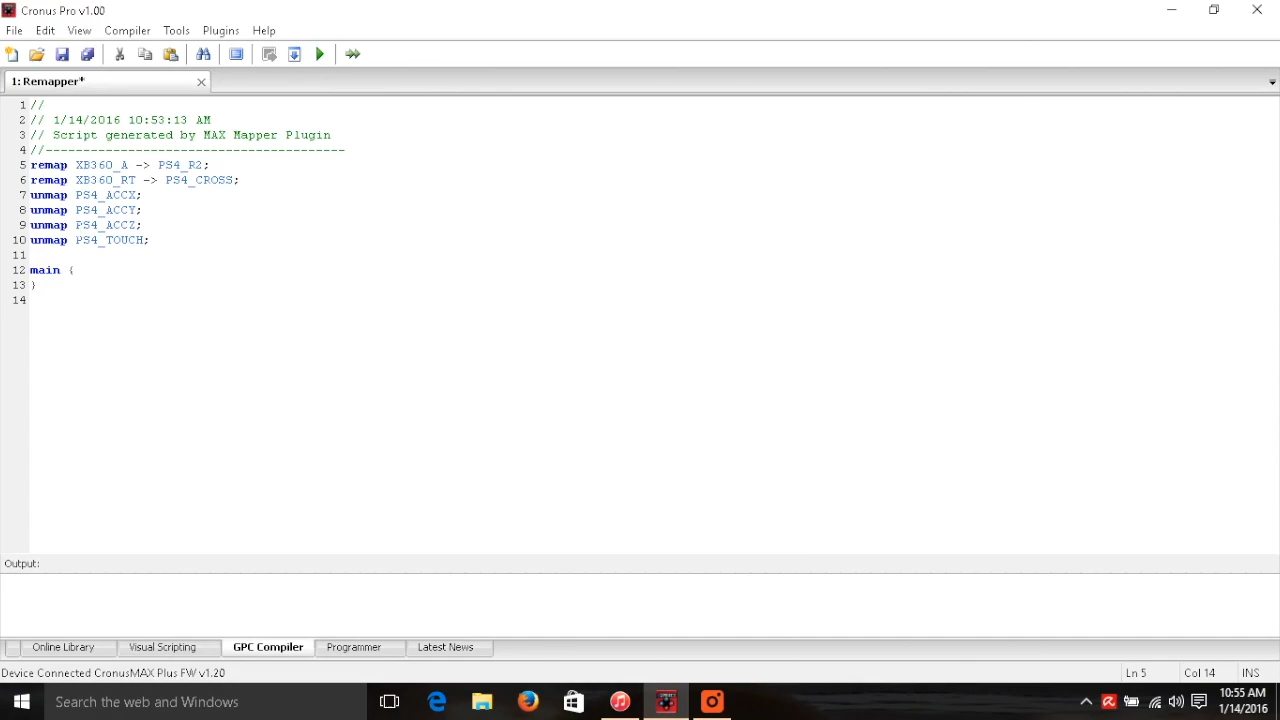 Cronus Pro v1.00
File Edit View Compiler Tools Plugins Help
1: Remapper*
1 //
2 // 1/14/2016 10:53:13 AM
3 // Script generated by MAX Mapper Plugin
4 //----------------------------------------
5 remap XB360_A -> PS4_R2;
6 remap XB360_RT -> PS4_CROSS;
7 unmap PS4_ACCX;
8 unmap PS4_ACCY;
9 unmap PS4_ACCZ;
10 unmap PS4_TOUCH;
11
12 main {
13 }
14
Output:
Online Library Visual Scripting GPC Compiler Programmer Latest News
Device Connected CronusMAX Plus FW v1.20 Ln 5 Col 14 INS
Search the web and Windows
10:55 AM
1/14/2016